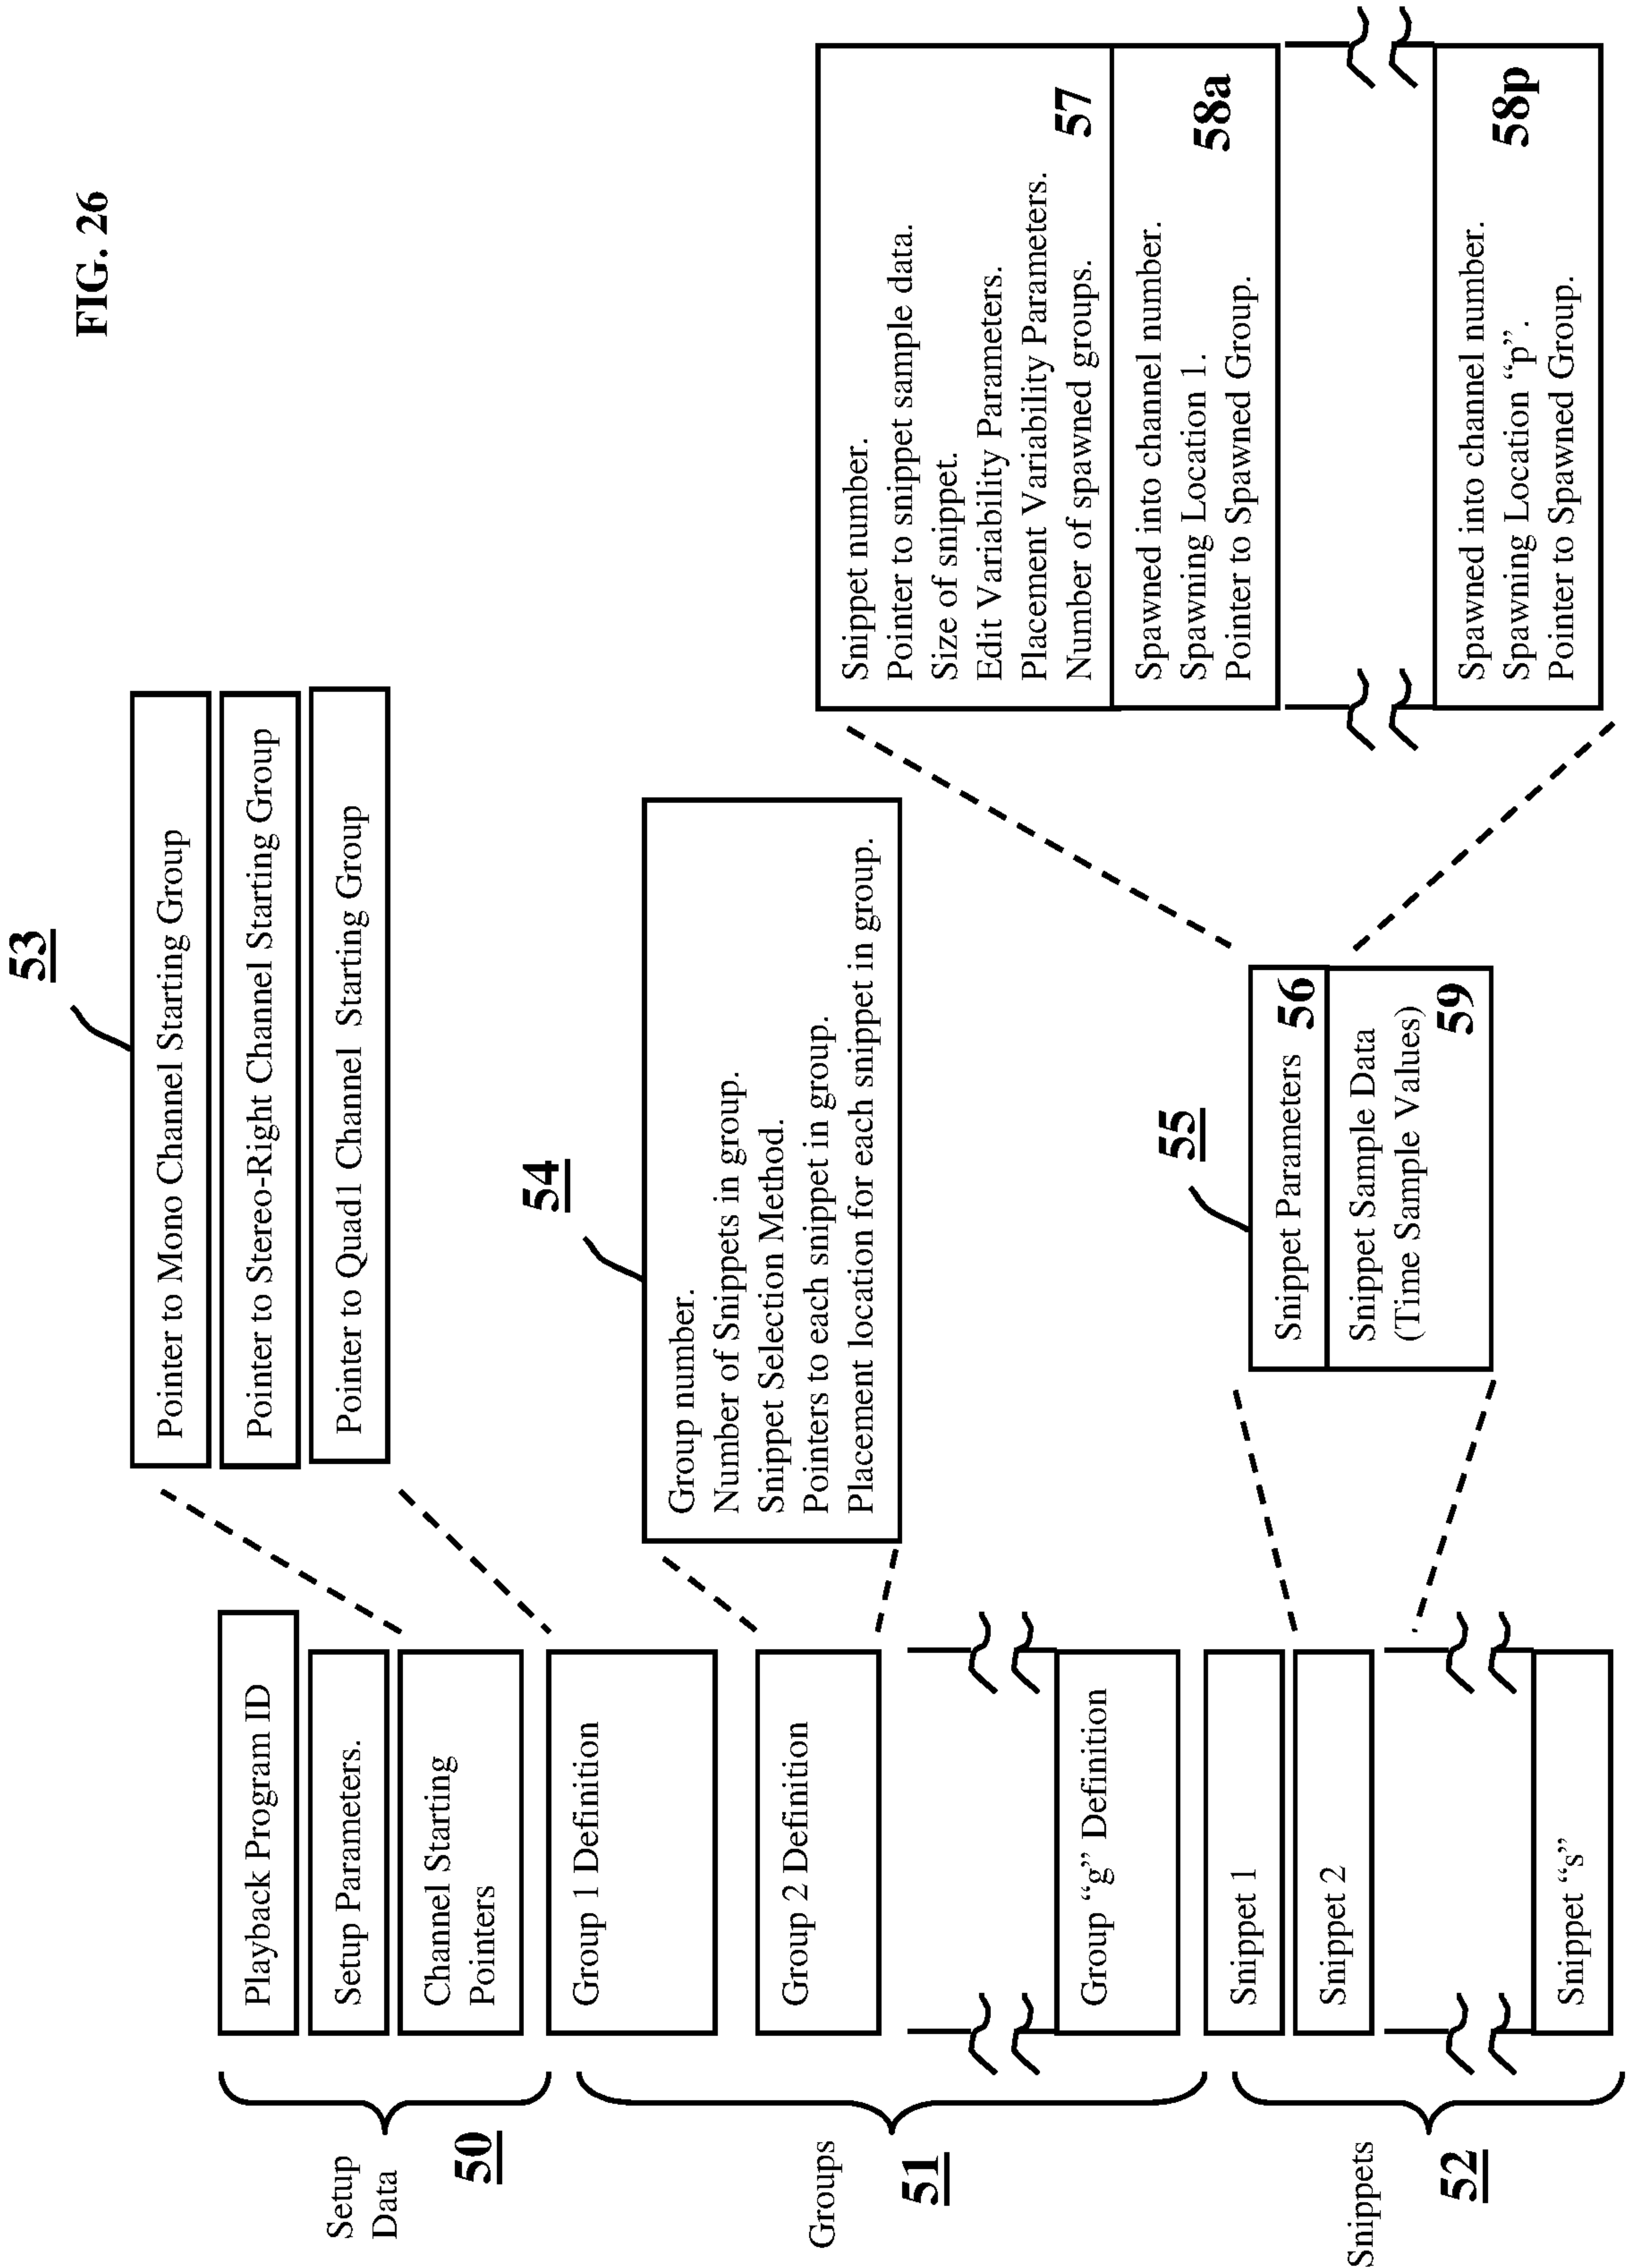 FIG. 26
Setup
Data
50
Playback Program ID
Setup Parameters.
Channel Starting
Pointers
53
Pointer to Mono Channel Starting Group
Pointer to Stereo-Right Channel Starting Group
Pointer to Quad1 Channel Starting Group
Groups
51
Group 1 Definition
Group 2 Definition
Group “g” Definition
54
Group number.
Number of Snippets in group.
Snippet Selection Method.
Pointers to each snippet in group.
Placement location for each snippet in group.
Snippets
52
Snippet 1
Snippet 2
Snippet “s”
55
Snippet Parameters 56
Snippet Sample Data
(Time Sample Values)
59
Snippet number.
Pointer to snippet sample data.
Size of snippet.
Edit Variability Parameters.
Placement Variability Parameters.
Number of spawned groups.
57
Spawned into channel number.
Spawning Location 1.
Pointer to Spawned Group.
58a
Spawned into channel number.
Spawning Location “p”.
Pointer to Spawned Group.
58p